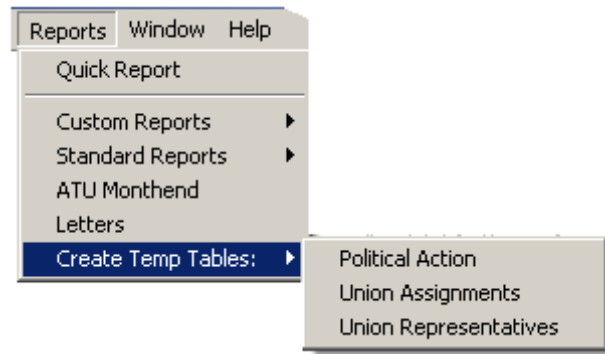 Reports Window Help
Quick Report
Custom Reports
Standard Reports
ATU Monthend
Letters
Create Temp Tables:
Political Action
Union Assignments
Union Representatives